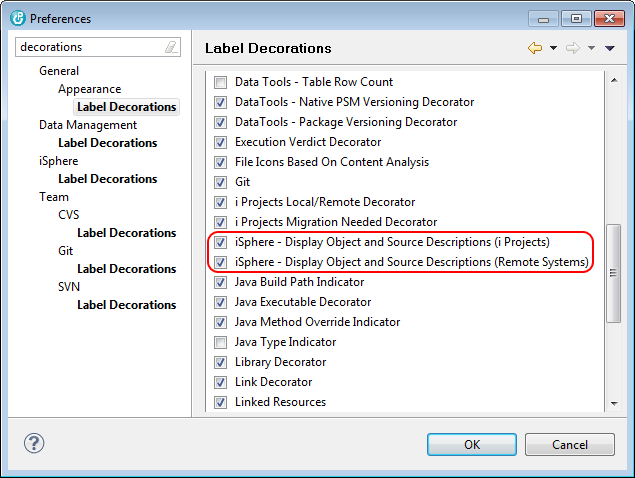 Preferences
decorations
Label Decorations
General
Appearance
Label Decorations
Data Management
Label Decorations
iSphere
Label Decorations
Team
CVS
Label Decorations
Git
Label Decorations
SVN
Label Decorations
Data Tools - Table Row Count
DataTools - Native PSM Versioning Decorator
DataTools - Package Versioning Decorator
Execution Verdict Decorator
File Icons Based On Content Analysis
Git
i Projects Local/Remote Decorator
i Projects Migration Needed Decorator
iSphere - Display Object and Source Descriptions (i Projects)
iSphere - Display Object and Source Descriptions (Remote Systems)
Java Build Path Indicator
Java Executable Decorator
Java Method Override Indicator
Java Type Indicator
Library Decorator
Link Decorator
Linked Resources
?
OK
Cancel